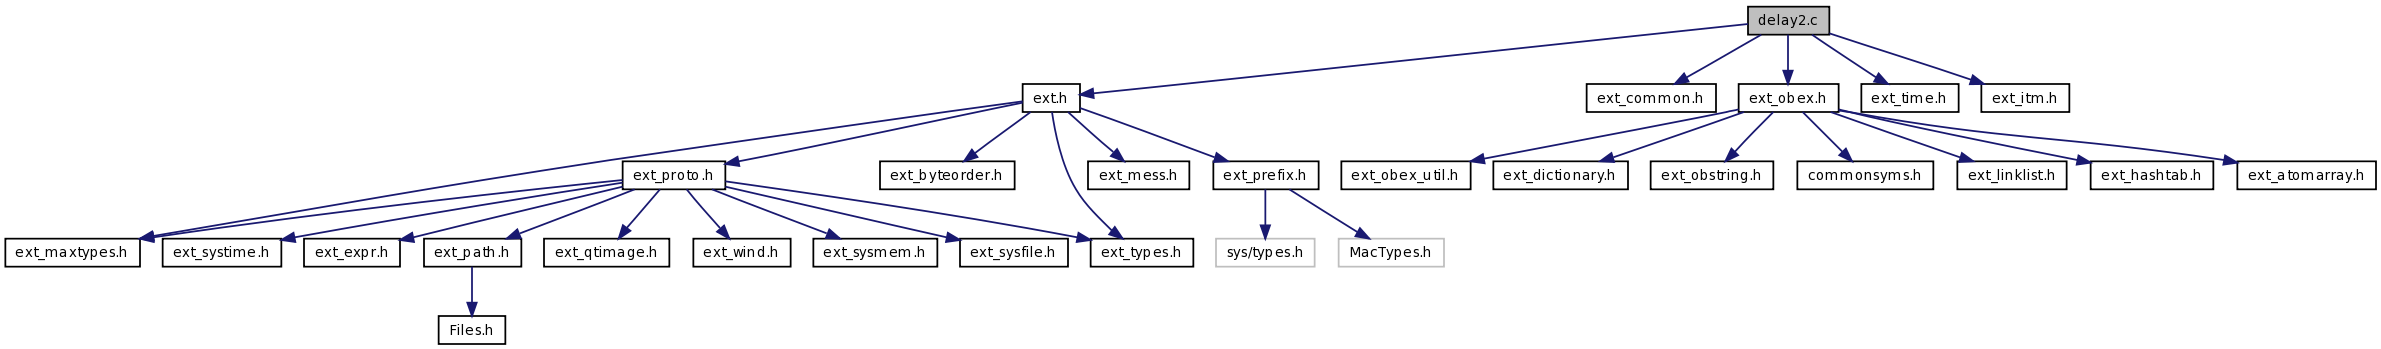 delay2.c
ext.h
ext_common.h
ext_obex.h
ext_time.h
ext_itm.h
ext_proto.h
ext_byteorder.h
ext_mess.h
ext_prefix.h
ext_obex_util.h
ext_dictionary.h
ext_obstring.h
commonsyms.h
ext_linklist.h
ext_hashtab.h
ext_atomarray.h
ext_maxtypes.h
ext_systime.h
ext_expr.h
ext_path.h
ext_qtimage.h
ext_wind.h
ext_sysmem.h
ext_sysfile.h
ext_types.h
sys/types.h
MacTypes.h
Files.h